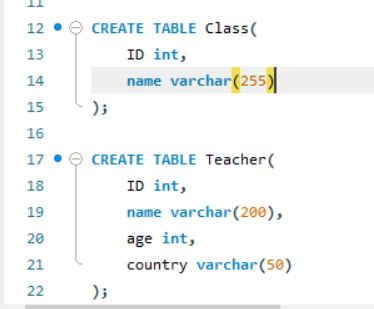 11
12 CREATE TABLE Class(
13 ID int,
14 name varchar(255)
15 );
16
17 CREATE TABLE Teacher(
18 ID int,
19 name varchar(200),
20 age int,
21 country varchar(50)
22 );